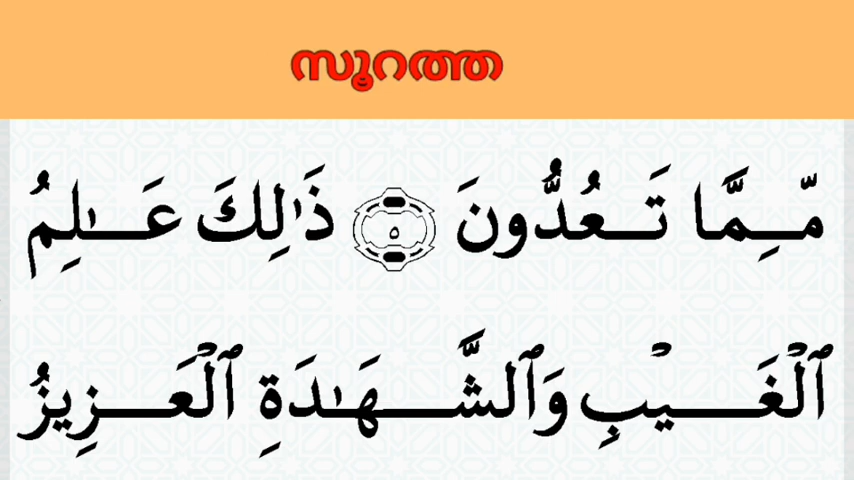 സൂറത്ത
مِّمَّا تَعُدُّونَ ٥ ذَٰلِكَ عَٰلِمُ
ٱلْغَيْبِ وَٱلشَّهَٰدَةِ ٱلْعَزِيزُ